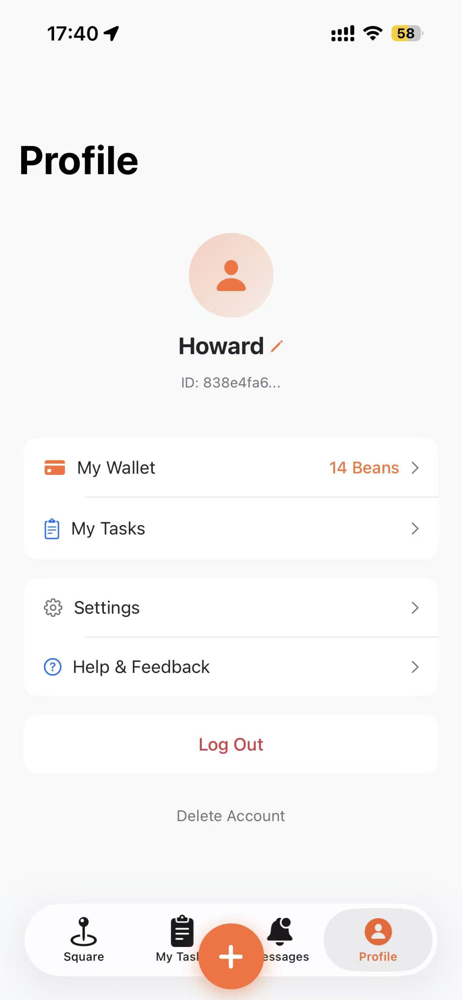 17:40
58
Profile
Howard
ID: 838e4fa6...
My Wallet
14 Beans
My Tasks
Settings
Help & Feedback
Log Out
Delete Account
Square
My Tas
essages
Profile